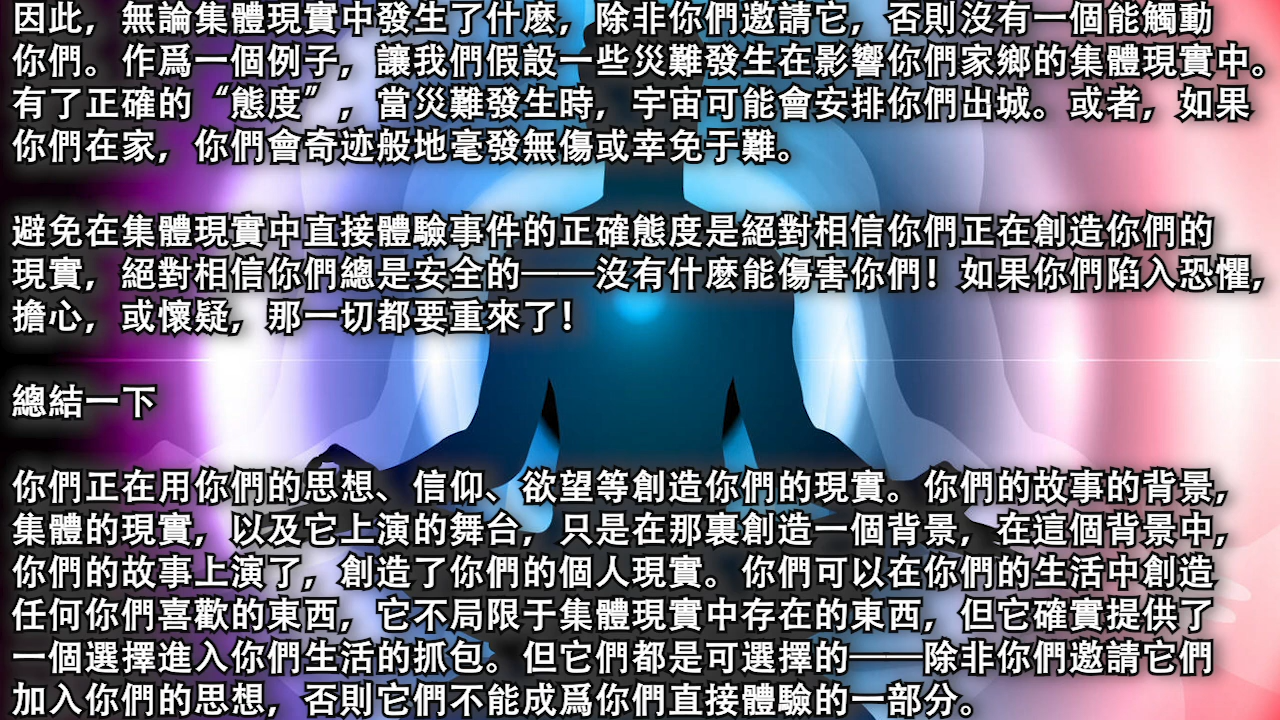 因此，無論集體現實中發生了什麽，除非你們邀請它，否則沒有一個能觸動
你們。作爲一個例子，讓我們假設一些災難發生在影響你們家鄉的集體現實中。
有了正確的“態度”，當災難發生時，宇宙可能會安排你們出城。或者，如果
你們在家，你們會奇迹般地毫發無傷或幸免于難。
避免在集體現實中直接體驗事件的正確態度是絕對相信你們正在創造你們的
現實，絕對相信你們總是安全的——沒有什麽能傷害你們！如果你們陷入恐懼，
擔心，或懷疑，那一切都要重來了！
總結一下
你們正在用你們的思想、信仰、欲望等創造你們的現實。你們的故事的背景，
集體的現實，以及它上演的舞台，只是在那裏創造一個背景，在這個背景中，
你們的故事上演了，創造了你們的個人現實。你們可以在你們的生活中創造
任何你們喜歡的東西，它不局限于集體現實中存在的東西，但它確實提供了
一個選擇進入你們生活的抓包。但它們都是可選擇的——除非你們邀請它們
加入你們的思想，否則它們不能成爲你們直接體驗的一部分。